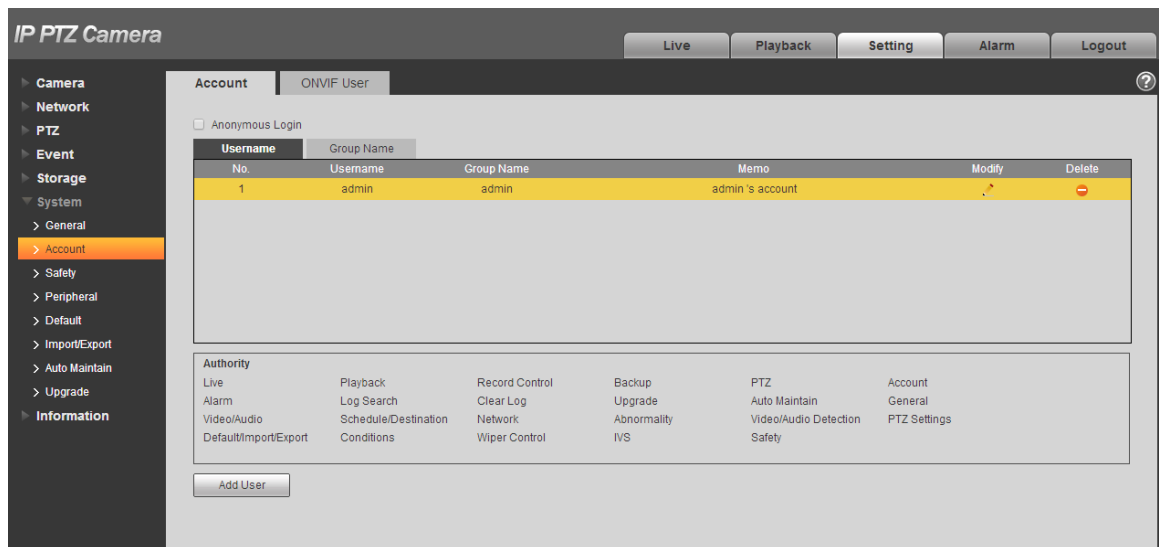 IP PTZ Camera
Live Playback Setting Alarm Logout
Camera
Network
PTZ
Event
Storage
System
General
Account
Safety
Peripheral
Default
Import/Export
Auto Maintain
Upgrade
Information
Account ONVIF User ?
Anonymous Login
Username Group Name
No. Username Group Name Memo Modify Delete
1 admin admin admin 's account
Authority
Live Playback Record Control Backup PTZ Account
Alarm Log Search Clear Log Upgrade Auto Maintain General
Video/Audio Schedule/Destination Network Abnormality Video/Audio Detection PTZ Settings
Default/Import/Export Conditions Wiper Control IVS Safety
Add User